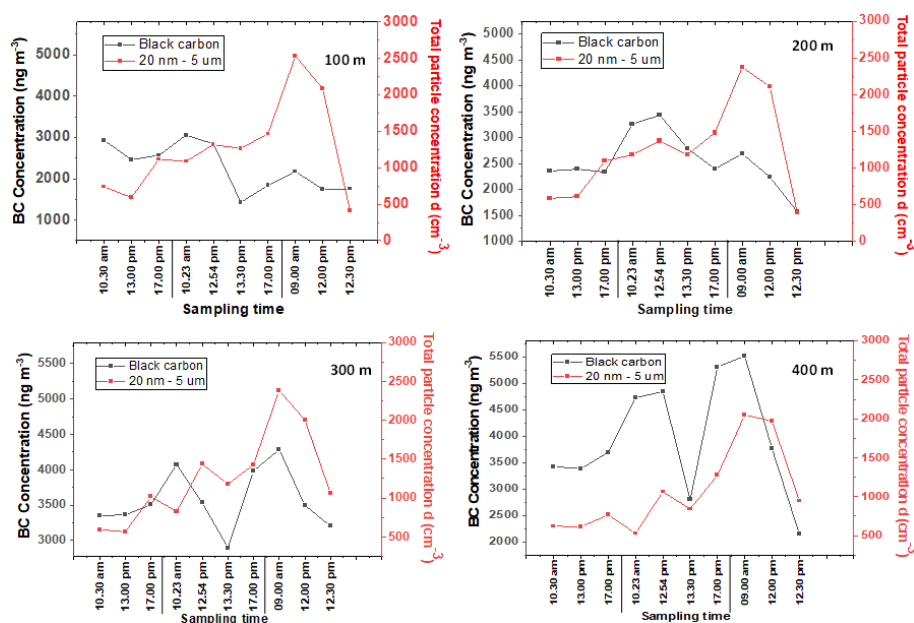 Black carbon
20 nm - 5 um
100 m
BC Concentration (ng m-3)
5000
4000
3000
2000
1000
Total particle concentration d (cm-3)
3000
2500
2000
1500
1000
500
0
10.30 am
13.00 pm
17.00 pm
10.23 am
12.54 pm
13.30 pm
17.00 pm
09.00 am
12.00 pm
12.30 pm
Sampling time
Black carbon
20 nm - 5 um
200 m
BC Concentration (ng m-3)
5000
4500
4000
3500
3000
2500
2000
1500
1000
Total particle concentration d (cm-3)
3000
2500
2000
1500
1000
500
0
10.30 am
13.00 pm
17.00 pm
10.23 am
12.54 pm
13.30 pm
17.00 pm
09.00 am
12.00 pm
12.30 pm
Sampling time
Black carbon
20 nm - 5 um
300 m
BC Concentration (ng m-3)
5500
5000
4500
4000
3500
3000
Total particle concentration d (cm-3)
3000
2500
2000
1500
1000
500
10.30 am
13.00 pm
17.00 pm
10.23 am
12.54 pm
13.30 pm
17.00 pm
09.00 am
12.00 pm
12.30 pm
Sampling time
Black carbon
20 nm - 5 um
400 m
BC Concentration (ng m-3)
5500
5000
4500
4000
3500
3000
2500
2000
Total particle concentration d (cm-3)
3000
2500
2000
1500
1000
500
10.30 am
13.00 pm
17.00 pm
10.23 am
12.54 pm
13.30 pm
17.00 pm
09.00 am
12.00 pm
12.30 pm
Sampling time